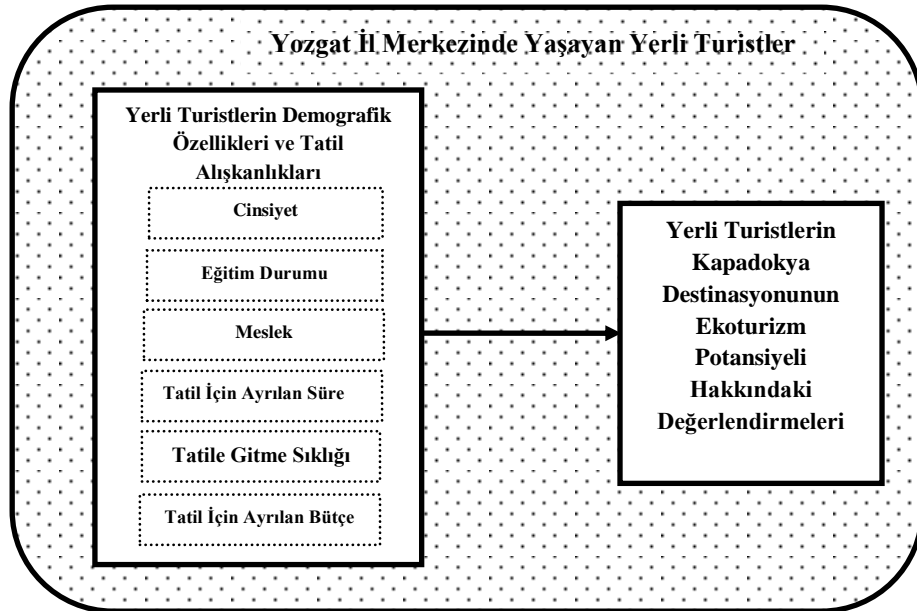 Yozgat İl Merkezinde Yaşayan Yerli Turistler
Yerli Turistlerin Demografik
Özellikleri ve Tatil
Alışkanlıkları
Cinsiyet
Eğitim Durumu
Meslek
Tatil İçin Ayrılan Süre
Tatile Gitme Sıklığı
Tatil İçin Ayrılan Bütçe
Yerli Turistlerin
Kapadokya
Destinasyonunun
Ekoturizm
Potansiyeli
Hakkındaki
Değerlendirmeleri